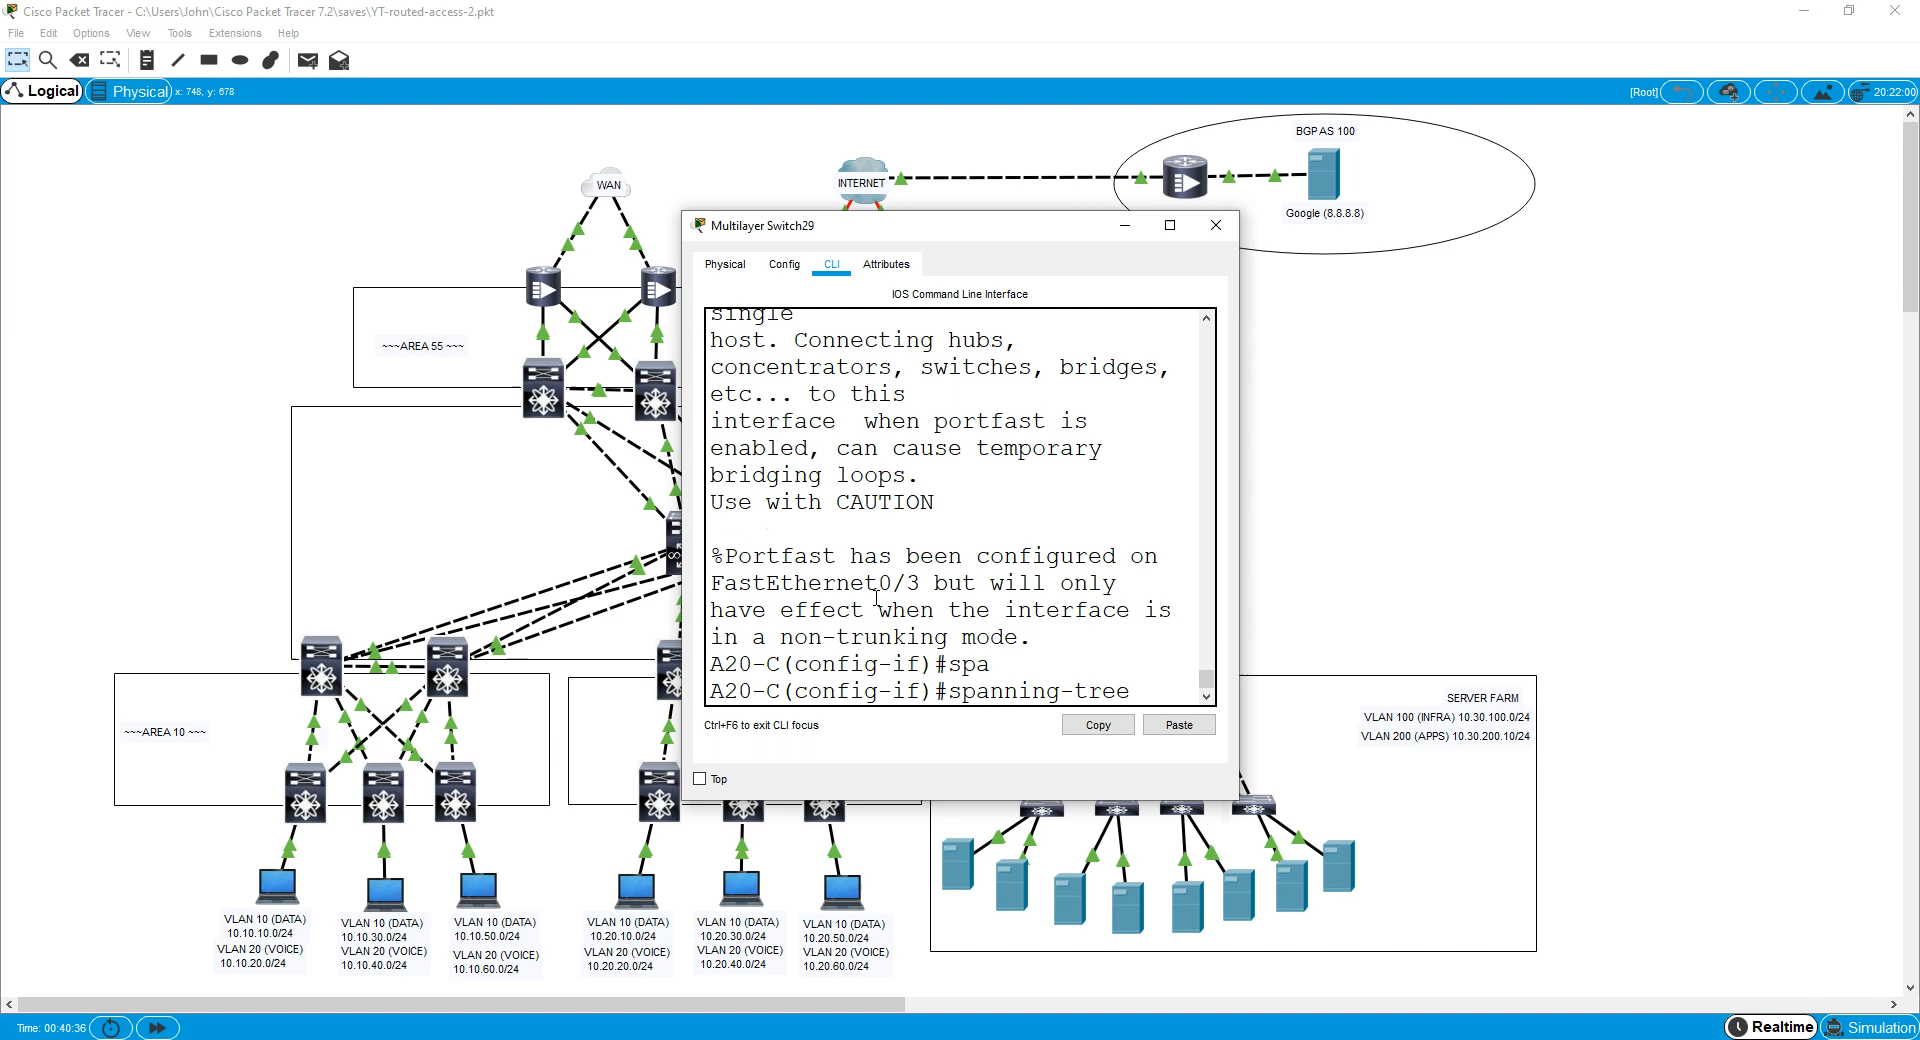 Cisco Packet Tracer - C:\Users\John\Cisco Packet Tracer 7.2\saves\YT-routed-access-2.pkt
File Edit Options View Tools Extensions Help
Logical Physical x: 748, y: 678 [Root] 20:22:00
BGP AS 100
WAN
INTERNET
Google (8.8.8.8)
Multilayer Switch29
Physical Config CLI Attributes
IOS Command Line Interface
single
host. Connecting hubs,
concentrators, switches, bridges,
etc... to this
interface  when portfast is
enabled, can cause temporary
bridging loops.
Use with CAUTION
%Portfast has been configured on
FastEthernet0/3 but will only
have effect when the interface is
in a non-trunking mode.
A20-C(config-if)#spa
A20-C(config-if)#spanning-tree
Ctrl+F6 to exit CLI focus
Copy Paste
Top
~~~AREA 55 ~~~
~~~AREA 10 ~~~
SERVER FARM
VLAN 100 (INFRA) 10.30.100.0/24
VLAN 200 (APPS) 10.30.200.10/24
VLAN 10 (DATA)
10.10.10.0/24
VLAN 20 (VOICE)
10.10.20.0/24
VLAN 10 (DATA)
10.10.30.0/24
VLAN 20 (VOICE)
10.10.40.0/24
VLAN 10 (DATA)
10.10.50.0/24
VLAN 20 (VOICE)
10.10.60.0/24
VLAN 10 (DATA)
10.20.10.0/24
VLAN 20 (VOICE)
10.20.20.0/24
VLAN 10 (DATA)
10.20.30.0/24
VLAN 20 (VOICE)
10.20.40.0/24
VLAN 10 (DATA)
10.20.50.0/24
VLAN 20 (VOICE)
10.20.60.0/24
Time: 00:40:36
Realtime Simulation